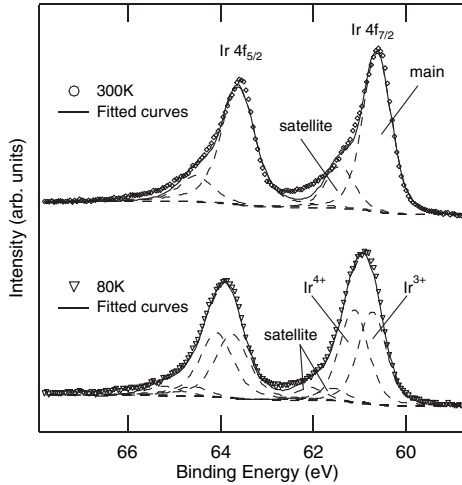 Ir 4f7/2
Ir 4f5/2
main
300K
Fitted curves
satellite
Intensity (arb. units)
80K
Fitted curves
Ir4+
Ir3+
satellite
66
64
62
60
Binding Energy (eV)